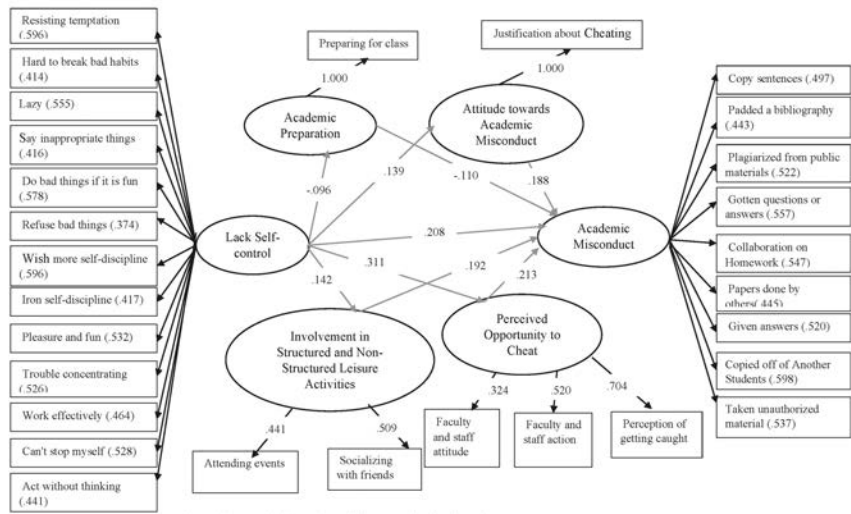 Resisting temptation
(.596)
Hard to break bad habits
(.414)
Lazy (.555)
Say inappropriate things
(.416)
Do bad things if it is fun
(.578)
Refuse bad things (.374)
Wish more self-discipline
(.596)
Iron self-discipline (.417)
Pleasure and fun (.532)
Trouble concentrating
(.526)
Work effectively (.464)
Can't stop myself (.528)
Act without thinking
(.441)
Preparing for class
1.000
Academic
Preparation
Justification about Cheating
1.000
Attitude towards
Academic
Misconduct
-.096
.139
-.110
.188
Lack Self-
control
.208
Academic
Misconduct
.142
.311
.192
.213
Involvement in
Structured and Non-
Structured Leisure
Activities
Perceived
Opportunity to
Cheat
.441
.509
.324
.520
.704
Attending events
Socializing
with friends
Faculty
and staff
attitude
Faculty and
staff action
Perception of
getting caught
Copy sentences (.497)
Padded a bibliography
(.443)
Plagiarized from public
materials (.522)
Gotten questions or
answers (.557)
Collaboration on
Homework (.547)
Papers done by
others(.445)
Given answers (.520)
Copied off of Another
Students (.598)
Taken unauthorized
material (.537)